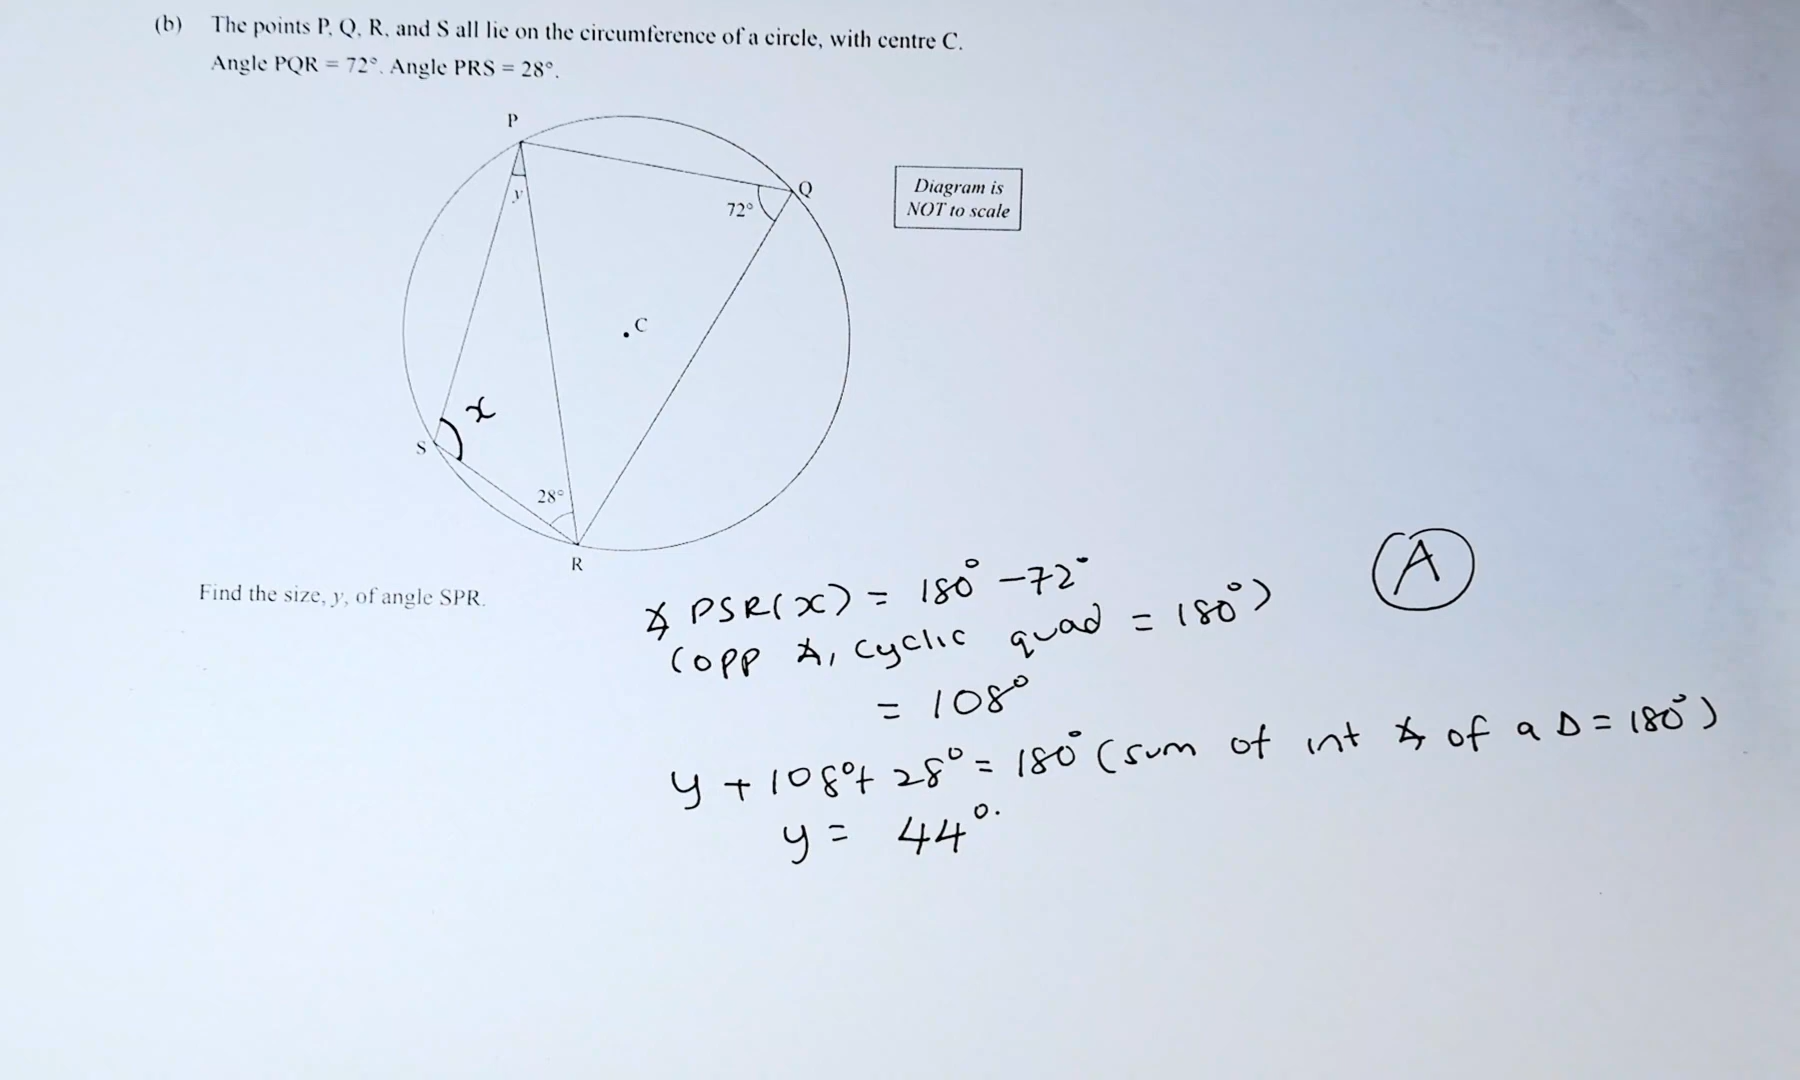 (b) The points P, Q, R, and S all lie on the circumference of a circle, with centre C.
Angle PQR = 72°. Angle PRS = 28°.
P
y
Q
72°
Diagram is
NOT to scale
.C
x
S
28°
R
Find the size, y, of angle SPR.
∡ PSR(x) = 180° - 72°
(opp ∡, cyclic quad = 180°)
A
= 108°
y + 108° + 28° = 180° (sum of int ∡ of a Δ = 180°)
y = 44°.